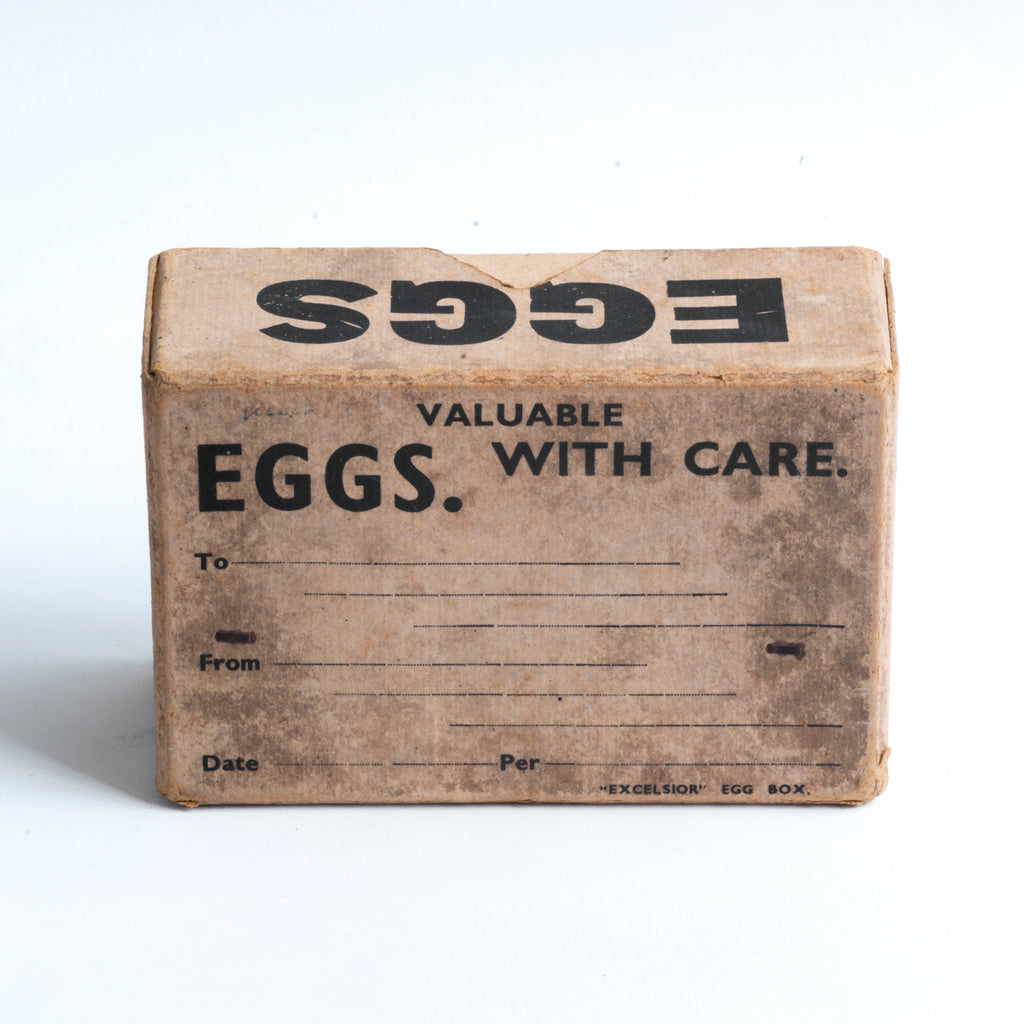 EGGS
VALUABLE
EGGS. WITH CARE.
To
From
Date Per
"EXCELSIOR" EGG BOX.